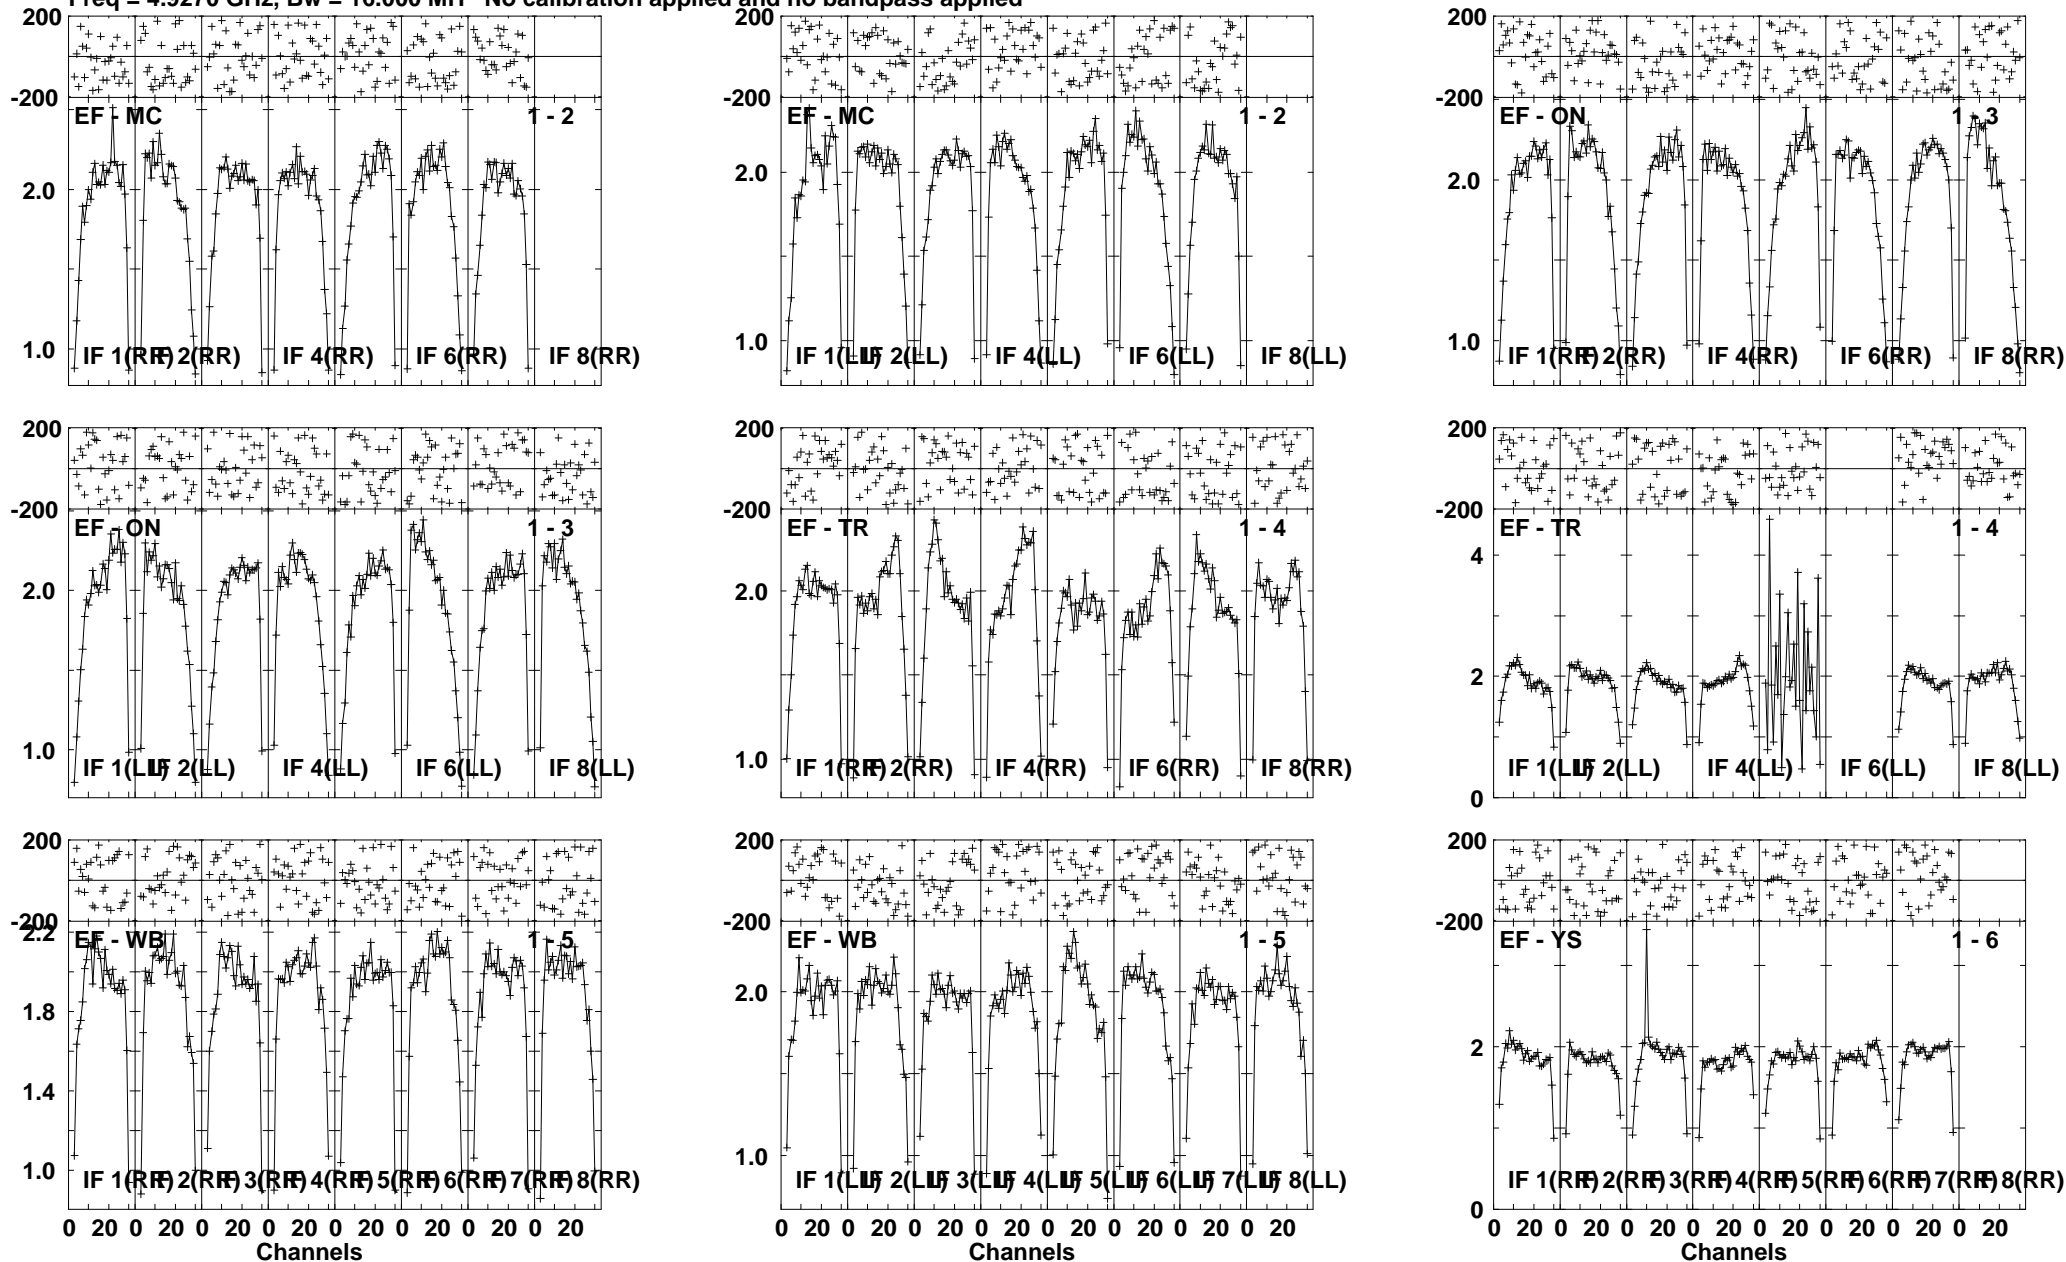 Freq = 4.9270 GHz, Bw = 16.000 MH No calibration applied and no bandpass applied
200
-200
EF - MC 1 - 2
2.0
1.0
IF 1(RR) IF 2(RR) IF 4(RR) IF 6(RR) IF 8(RR)
200
-200
EF - MC 1 - 2
2.0
1.0
IF 1(LL) IF 2(LL) IF 4(LL) IF 6(LL) IF 8(LL)
200
-200
EF - ON 1 - 3
2.0
1.0
IF 1(RR) IF 2(RR) IF 4(RR) IF 6(RR) IF 8(RR)
200
-200
EF - ON 1 - 3
2.0
1.0
IF 1(LL) IF 2(LL) IF 4(LL) IF 6(LL) IF 8(LL)
200
-200
EF - TR 1 - 4
2.0
1.0
IF 1(RR) IF 2(RR) IF 4(RR) IF 6(RR) IF 8(RR)
200
-200
EF - TR 1 - 4
4
2
0
IF 1(LL) IF 2(LL) IF 4(LL) IF 6(LL) IF 8(LL)
200
-200
2.2
EF - WB 1 - 5
1.8
1.4
1.0
IF 1(RR) IF 2(RR) IF 3(RR) IF 4(RR) IF 5(RR) IF 6(RR) IF 7(RR) IF 8(RR)
0 20 0 20 0 20 0 20 0 20 0 20 0 20 0 20
Channels
200
-200
EF - WB 1 - 5
2.0
1.0
IF 1(LL) IF 2(LL) IF 3(LL) IF 4(LL) IF 5(LL) IF 6(LL) IF 7(LL) IF 8(LL)
0 20 0 20 0 20 0 20 0 20 0 20 0 20 0 20
Channels
200
-200
EF - YS 1 - 6
2
0
IF 1(RR) IF 2(RR) IF 3(RR) IF 4(RR) IF 5(RR) IF 6(RR) IF 7(RR) IF 8(RR)
0 20 0 20 0 20 0 20 0 20 0 20 0 20 0 20
Channels